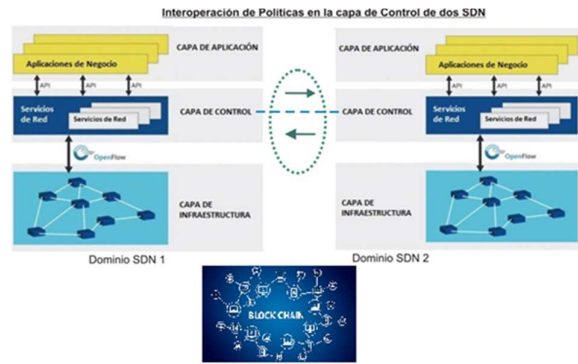 Interoperación de Políticas en la capa de Control de dos SDN
Aplicaciones de Negocio
CAPA DE APLICACIÓN
API
API
API
Servicios
de Red
Servicios de Red
CAPA DE CONTROL
OpenFlow
CAPA DE
INFRAESTRUCTURA
Dominio SDN 1
CAPA DE APLICACIÓN
Aplicaciones de Negocio
API
API
API
CAPA DE CONTROL
Servicios
de Red
Servicios de Red
OpenFlow
CAPA DE
INFRAESTRUCTURA
Dominio SDN 2
BLOCK CHAIN